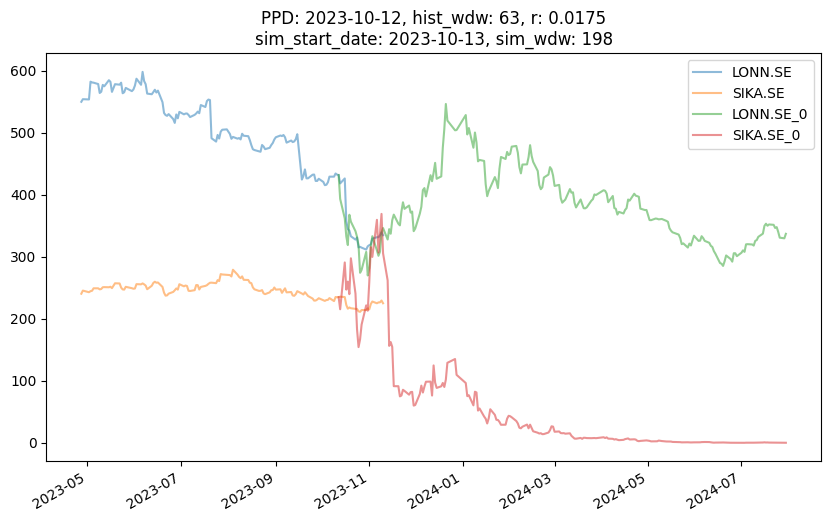 PPD: 2023-10-12, hist_wdw: 63, r: 0.0175
sim_start_date: 2023-10-13, sim_wdw: 198
LONN.SE
SIKA.SE
LONN.SE_0
SIKA.SE_0
600
500
400
300
200
100
0
2023-05
2023-07
2023-09
2023-11
2024-01
2024-03
2024-05
2024-07